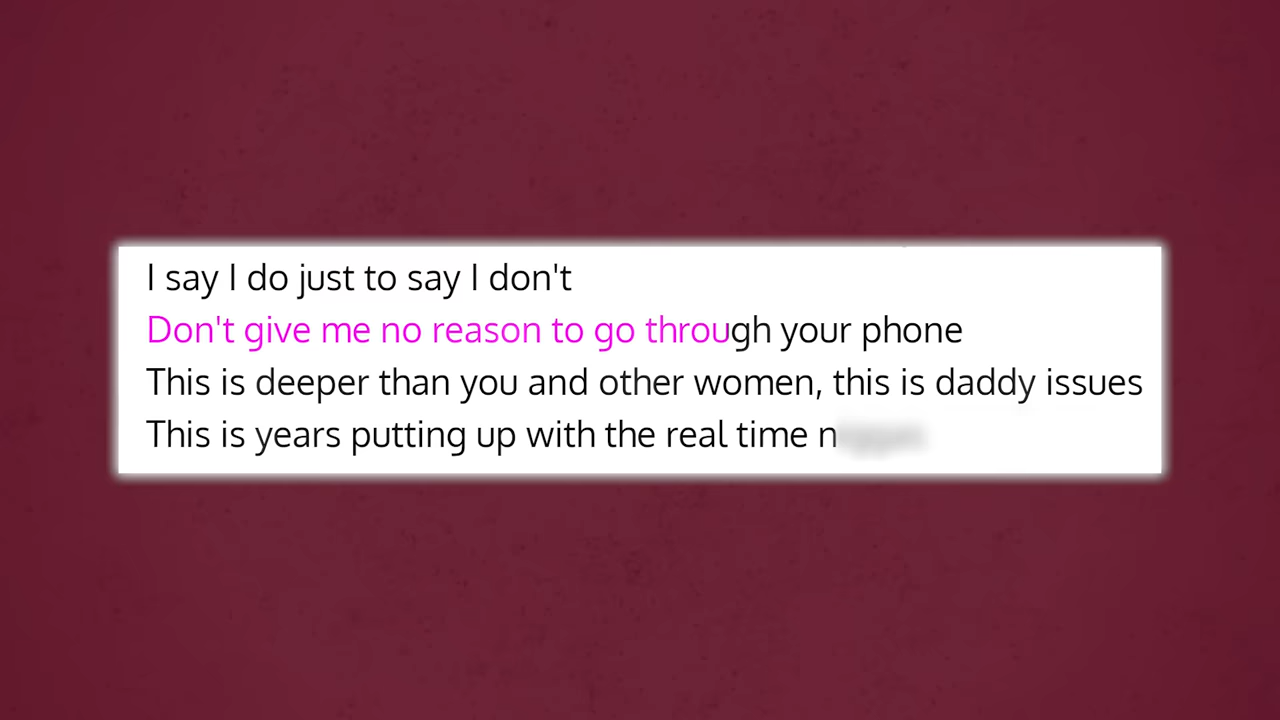 I say I do just to say I don't
Don't give me no reason to go through your phone
This is deeper than you and other women, this is daddy issues
This is years putting up with the real time n